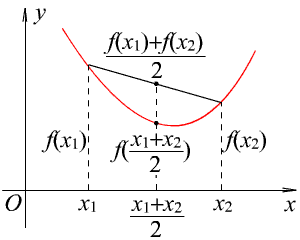 y
f(x₁)+f(x₂)
2
f(x₁)
f(x₁+x₂
2
)
f(x₂)
O
x₁
x₁+x₂
2
x₂
x